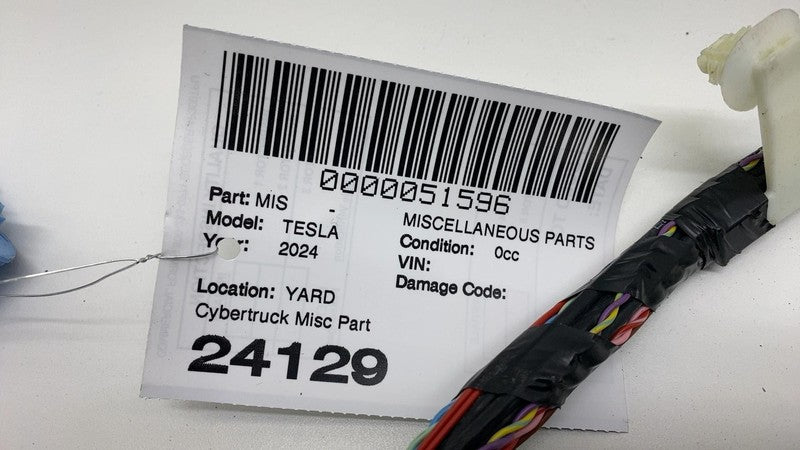 0000051596
Part: MIS - MISCELLANEOUS PARTS
Model: TESLA Condition: 0cc
Year: 2024 VIN:
Damage Code:
Location: YARD
Cybertruck Misc Part
24129